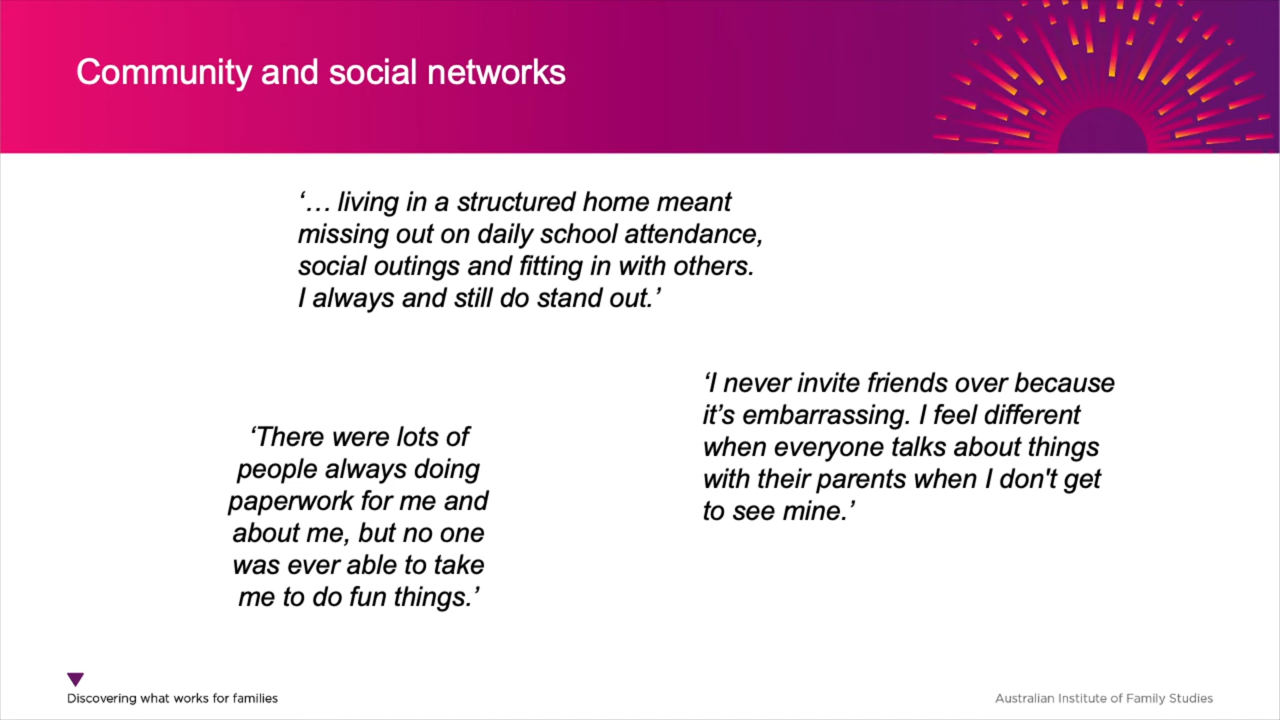 Community and social networks
‘… living in a structured home meant
missing out on daily school attendance,
social outings and fitting in with others.
I always and still do stand out.’
‘I never invite friends over because
it’s embarrassing. I feel different
when everyone talks about things
with their parents when I don't get
to see mine.’
‘There were lots of
people always doing
paperwork for me and
about me, but no one
was ever able to take
me to do fun things.’
Discovering what works for families
Australian Institute of Family Studies